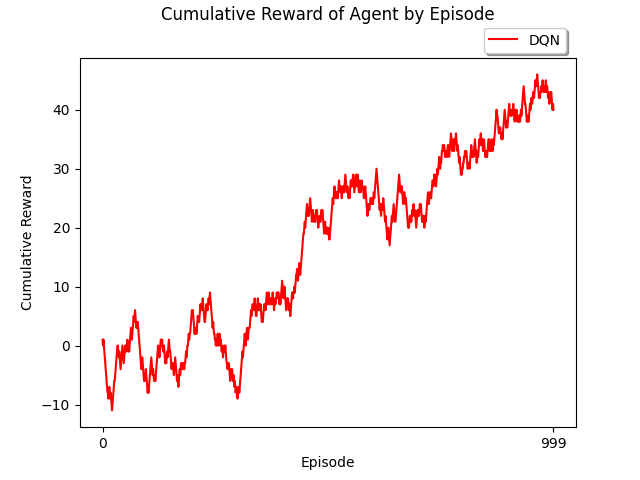 Cumulative Reward of Agent by Episode
DQN
Cumulative Reward
40
30
20
10
0
−10
0
999
Episode